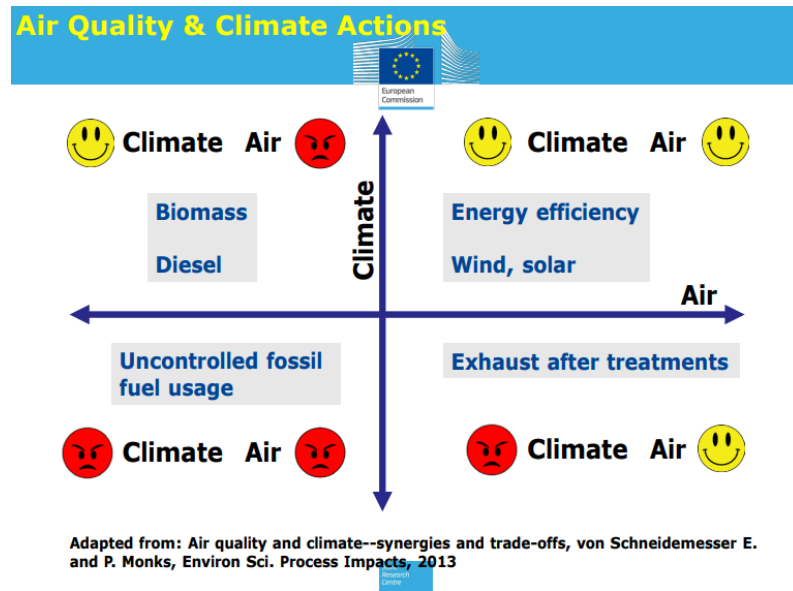 Air Quality & Climate Actions
European
Commission
Climate Air
Climate Air
Biomass
Diesel
Climate
Energy efficiency
Wind, solar
Air
Uncontrolled fossil
fuel usage
Exhaust after treatments
Climate Air
Climate Air
Adapted from: Air quality and climate--synergies and trade-offs, von Schneidemesser E.
and P. Monks, Environ Sci. Process Impacts, 2013
Research
Centre